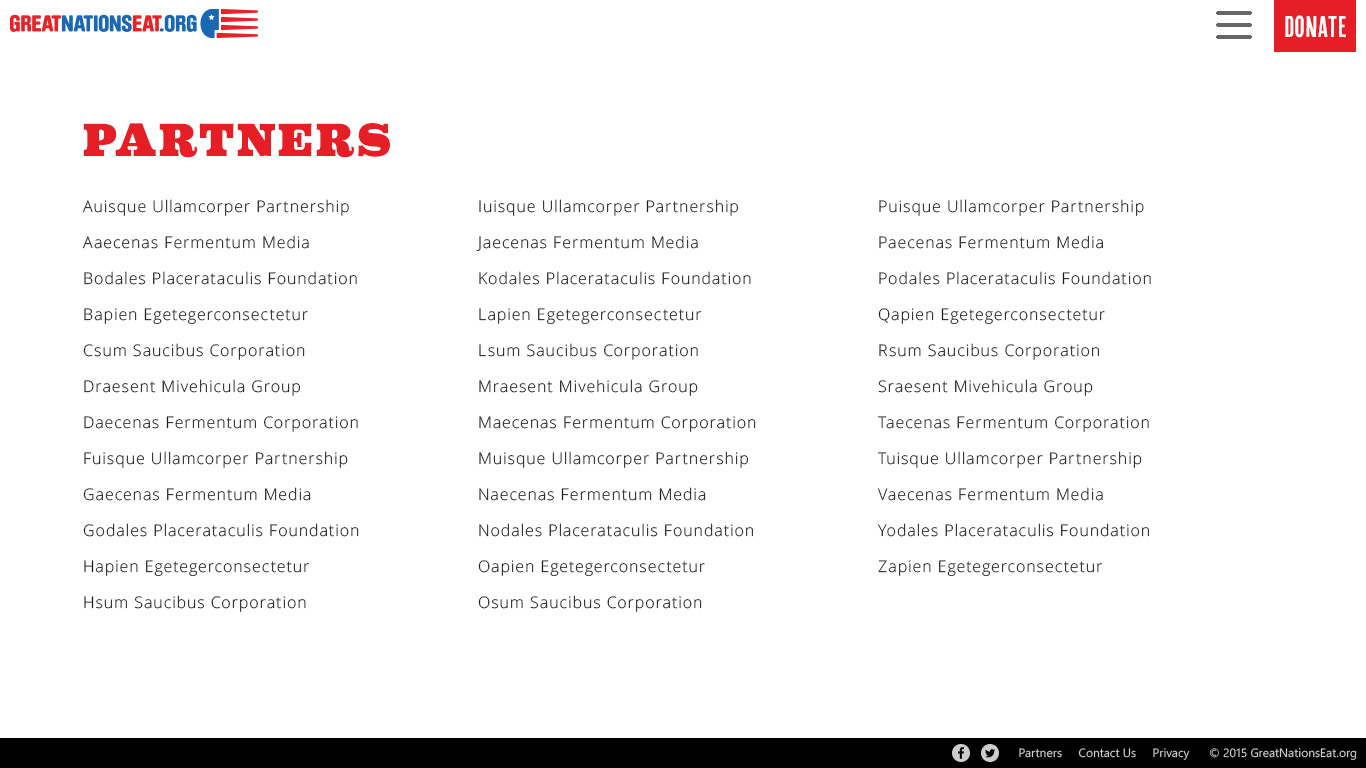 GREATNATIONSEAT.ORG
DONATE
PARTNERS
Auisque Ullamcorper Partnership
Aaecenas Fermentum Media
Bodales Placerataculis Foundation
Bapien Egetegerconsectetur
Csum Saucibus Corporation
Draesent Mivehicula Group
Daecenas Fermentum Corporation
Fuisque Ullamcorper Partnership
Gaecenas Fermentum Media
Godales Placerataculis Foundation
Hapien Egetegerconsectetur
Hsum Saucibus Corporation
Iuisque Ullamcorper Partnership
Jaecenas Fermentum Media
Kodales Placerataculis Foundation
Lapien Egetegerconsectetur
Lsum Saucibus Corporation
Mraesent Mivehicula Group
Maecenas Fermentum Corporation
Muisque Ullamcorper Partnership
Naecenas Fermentum Media
Nodales Placerataculis Foundation
Oapien Egetegerconsectetur
Osum Saucibus Corporation
Puisque Ullamcorper Partnership
Paecenas Fermentum Media
Podales Placerataculis Foundation
Qapien Egetegerconsectetur
Rsum Saucibus Corporation
Sraesent Mivehicula Group
Taecenas Fermentum Corporation
Tuisque Ullamcorper Partnership
Vaecenas Fermentum Media
Yodales Placerataculis Foundation
Zapien Egetegerconsectetur
Partners Contact Us Privacy © 2015 GreatNationsEat.org